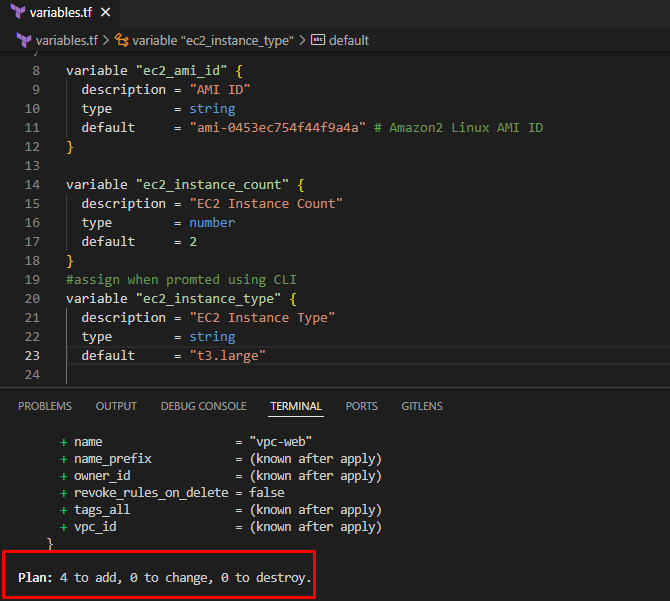 variables.tf
variables.tf > variable "ec2_instance_type" > abc default
7
8 variable "ec2_ami_id" {
9 description = "AMI ID"
10 type = string
11 default = "ami-0453ec754f44f9a4a" # Amazon2 Linux AMI ID
12 }
13
14 variable "ec2_instance_count" {
15 description = "EC2 Instance Count"
16 type = number
17 default = 2
18 }
19 #assign when promted using CLI
20 variable "ec2_instance_type" {
21 description = "EC2 Instance Type"
22 type = string
23 default = "t3.large"
24
PROBLEMS OUTPUT DEBUG CONSOLE TERMINAL PORTS GITLENS
+ name = "vpc-web"
+ name_prefix = (known after apply)
+ owner_id = (known after apply)
+ revoke_rules_on_delete = false
+ tags_all = (known after apply)
+ vpc_id = (known after apply)
}
Plan: 4 to add, 0 to change, 0 to destroy.